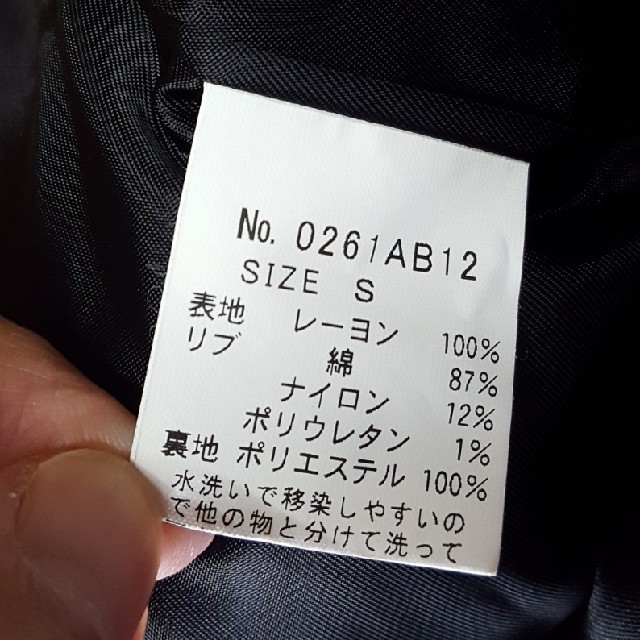 No. 0261AB12
SIZE S
表地 レーヨン 100%
リブ 綿 87%
ナイロン 12%
ポリウレタン 1%
裏地 ポリエステル 100%
水洗いで移染しやすいの
で他の物と分けて洗って